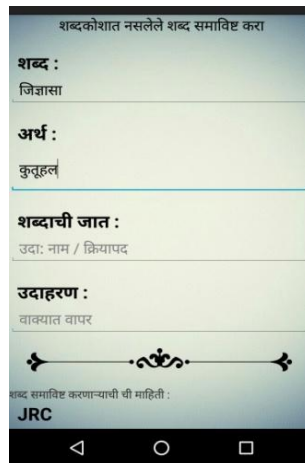 शब्दकोशात नसलेले शब्द समाविष्ट करा
शब्द :
जिज्ञासा
अर्थ :
कुतूहल
शब्दाची जात :
उदा: नाम / क्रियापद
उदाहरण :
वाक्यात वापर
शब्द समाविष्ट करणाऱ्याची ची माहिती :
JRC